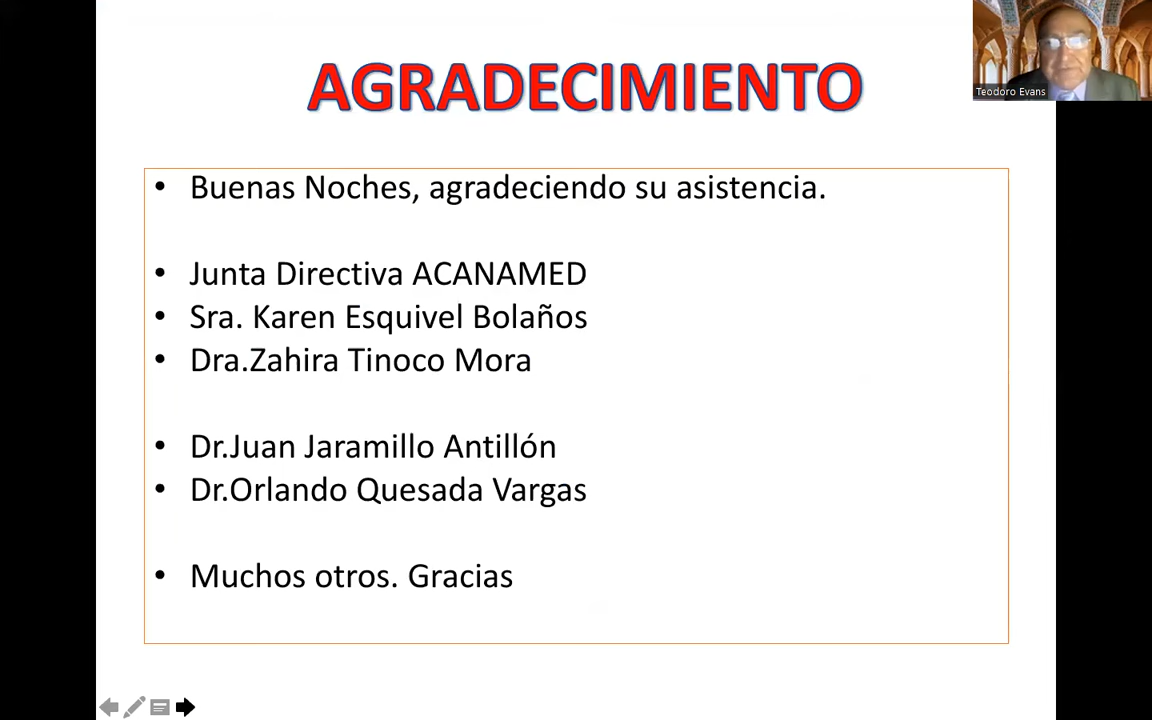 AGRADECIMIENTO
Teodoro Evans
• Buenas Noches, agradeciendo su asistencia.
• Junta Directiva ACANAMED
• Sra. Karen Esquivel Bolaños
• Dra.Zahira Tinoco Mora
• Dr.Juan Jaramillo Antillón
• Dr.Orlando Quesada Vargas
• Muchos otros. Gracias